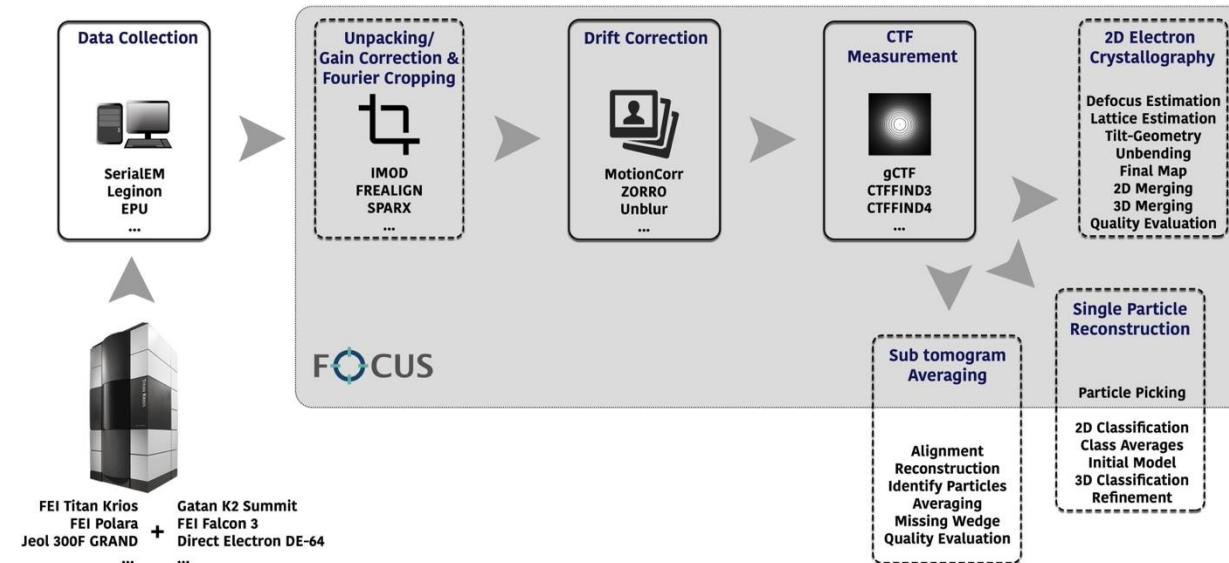 Data Collection
SerialEM
Leginon
EPU
...
Unpacking/
Gain Correction &
Fourier Cropping
IMOD
FREALIGN
SPARX
...
Drift Correction
MotionCorr
ZORRO
Unblur
...
CTF
Measurement
gCTF
CTFFIND3
CTFFIND4
...
2D Electron
Crystallography
Defocus Estimation
Lattice Estimation
Tilt-Geometry
Unbending
Final Map
2D Merging
3D Merging
Quality Evaluation
Single Particle
Reconstruction
Particle Picking
2D Classification
Class Averages
Initial Model
3D Classification
Refinement
Sub tomogram
Averaging
Alignment
Reconstruction
Identify Particles
Averaging
Missing Wedge
Quality Evaluation
FOCUS
FEI Titan Krios
FEI Polara
Jeol 300F GRAND
...
+
Gatan K2 Summit
FEI Falcon 3
Direct Electron DE-64
...